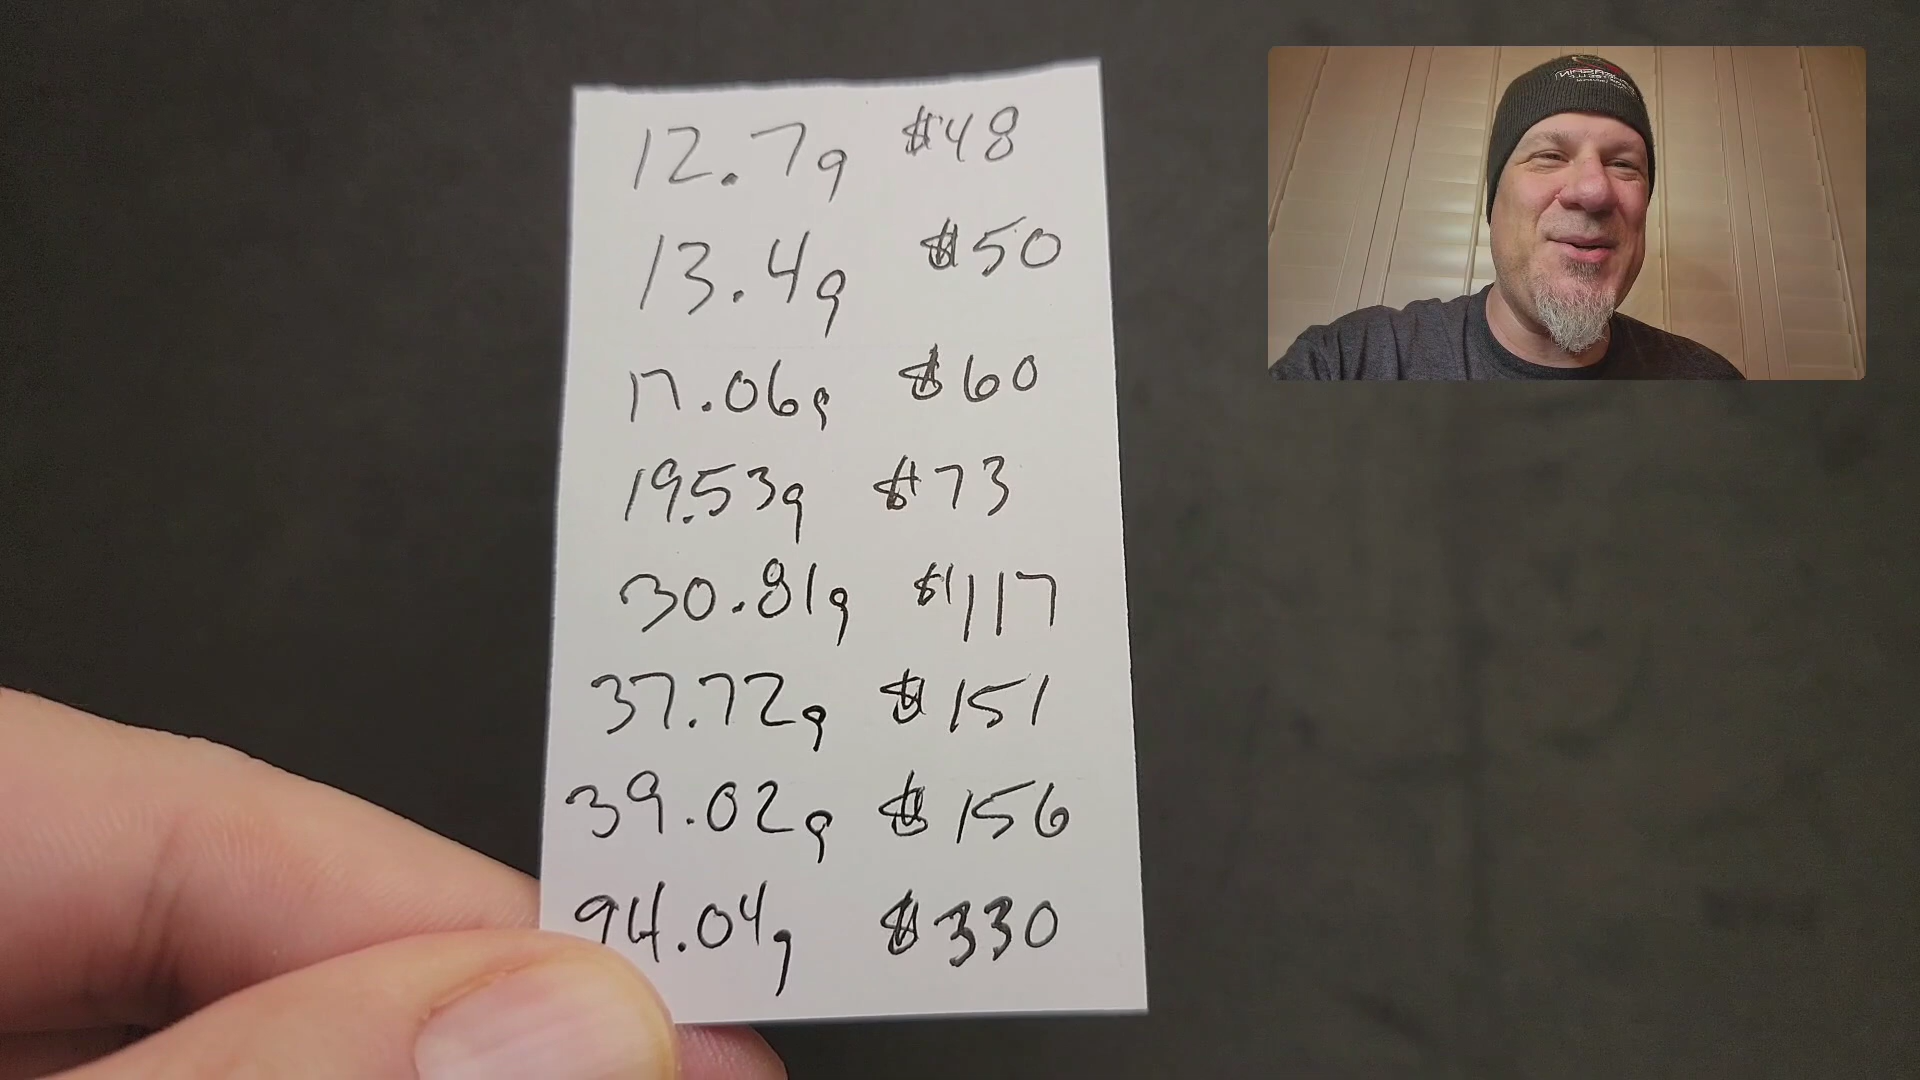 12.7g $48
13.4g $50
17.06g $60
19.53g $73
30.81g $117
37.72g $151
39.02g $156
94.04g $330